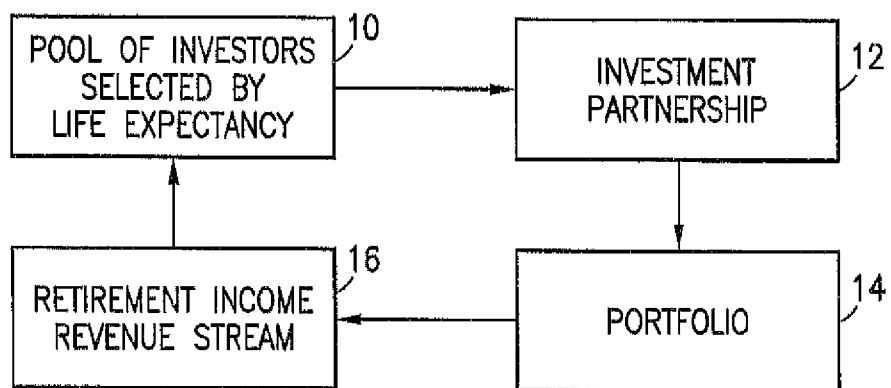 POOL OF INVESTORS
SELECTED BY
LIFE EXPECTANCY
10
INVESTMENT
PARTNERSHIP
12
RETIREMENT INCOME
REVENUE STREAM
16
PORTFOLIO
14